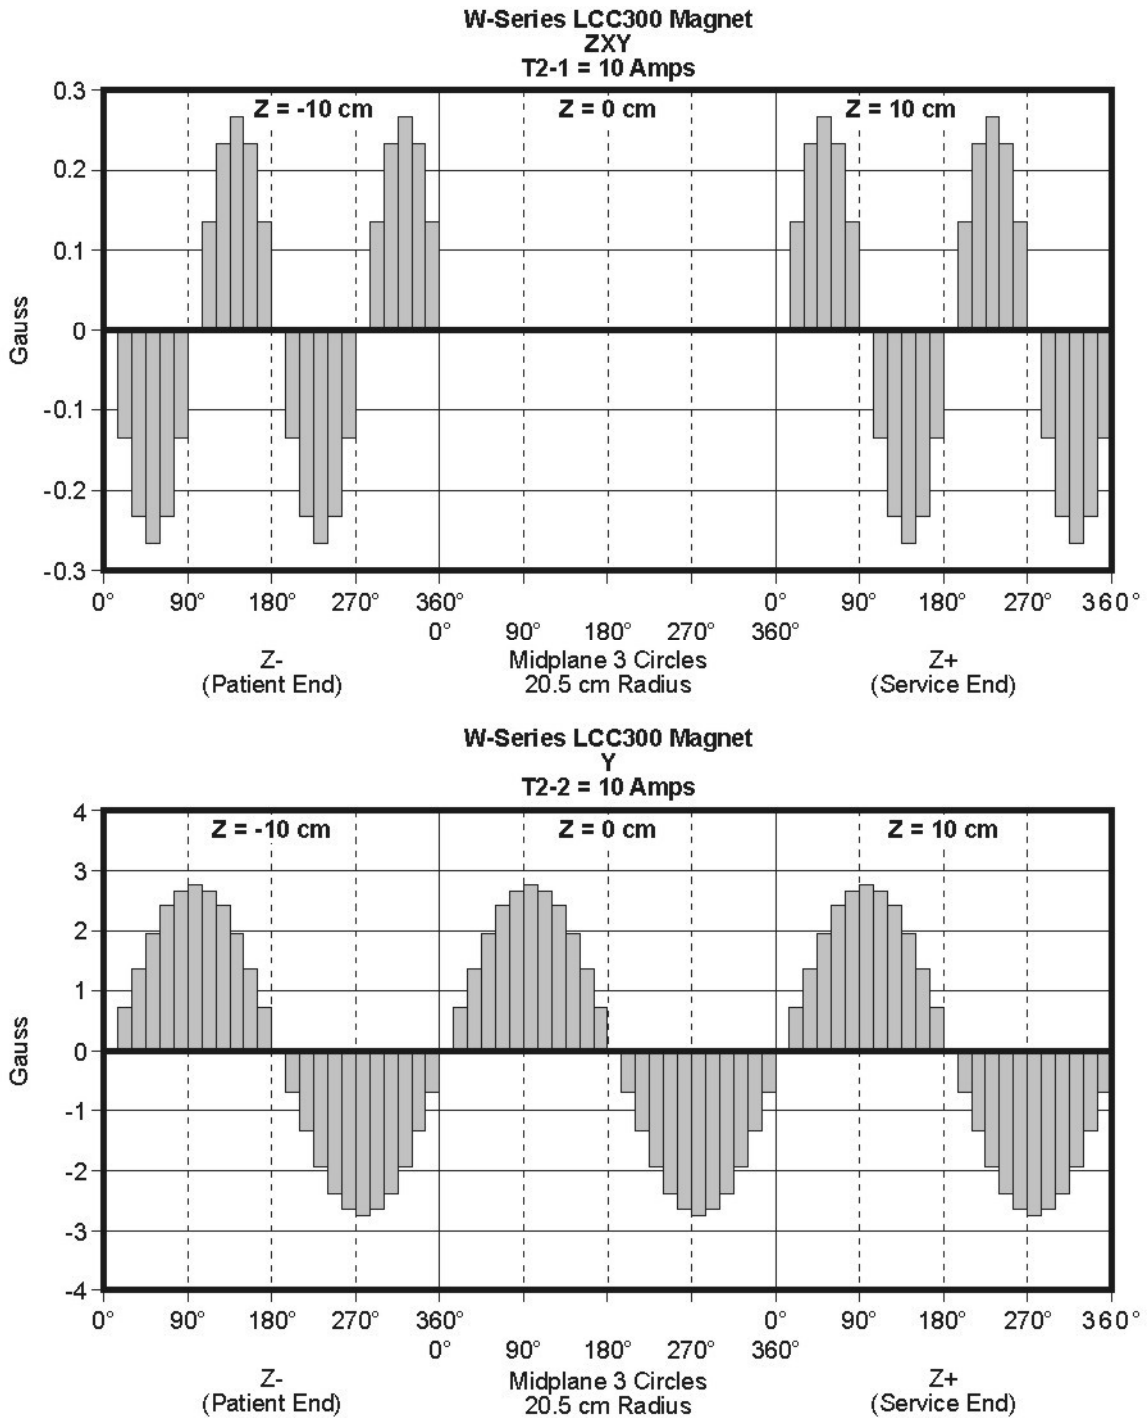 W-Series LCC300 Magnet
ZXY
T2-1 = 10 Amps
Z = -10 cm Z = 0 cm Z = 10 cm
0.3
0.2
0.1
0
-0.1
-0.2
-0.3
Gauss
0° 90° 180° 270° 360° 0° 90° 180° 270° 360°
0° 90° 180° 270° 360°
Z- Midplane 3 Circles Z+
(Patient End) 20.5 cm Radius (Service End)
W-Series LCC300 Magnet
Y
T2-2 = 10 Amps
Z = -10 cm Z = 0 cm Z = 10 cm
4
3
2
1
0
-1
-2
-3
-4
Gauss
0° 90° 180° 270° 360° 0° 90° 180° 270° 360°
0° 90° 180° 270° 360°
Z- Midplane 3 Circles Z+
(Patient End) 20.5 cm Radius (Service End)